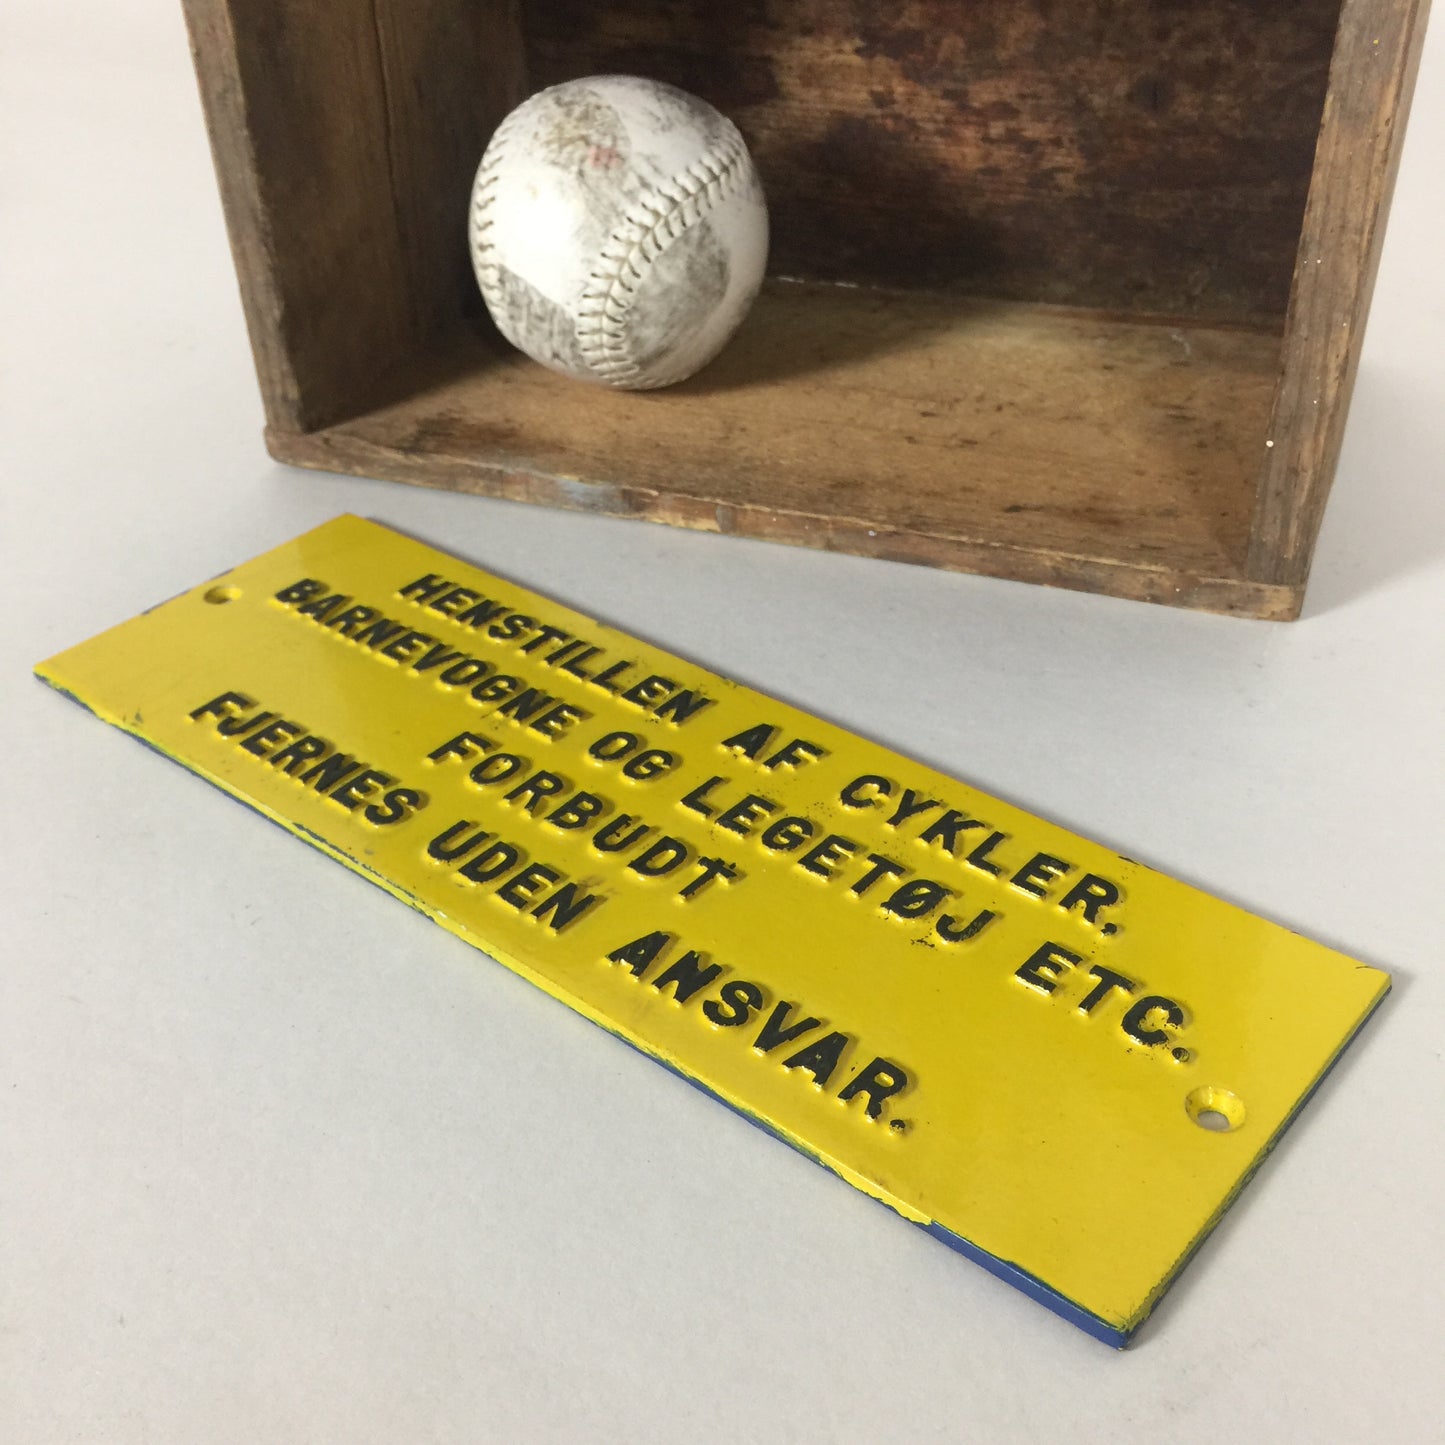 HENSTILLEN AF CYKLER,
BARNEVOGNE OG LEGETØJ ETC.
FORBUDT
FJERNES UDEN ANSVAR.